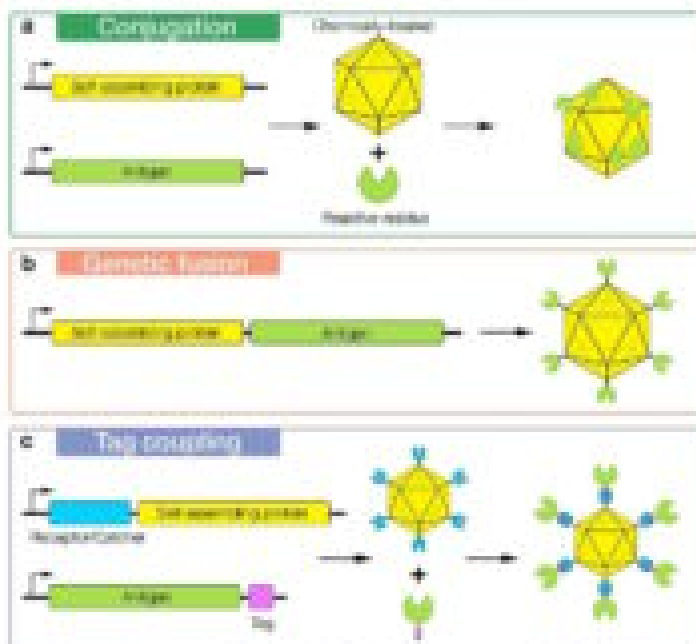 a Conjugation
Chemically treated
Self-assembling protein
+
Antigen
Reactive residue
b Genetic fusion
Self-assembling protein Antigen
c Tag coupling
Self-assembling protein
Receptor/Catcher
+
Antigen
Tag